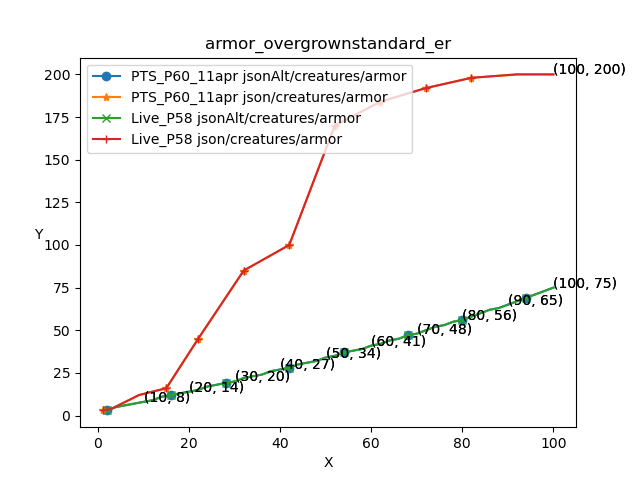 armor_overgrownstandard_er
PTS_P60_11apr jsonAlt/creatures/armor
PTS_P60_11apr json/creatures/armor
Live_P58 jsonAlt/creatures/armor
Live_P58 json/creatures/armor
(100, 200)
(100, 75)
(90, 65)
(80, 56)
(70, 48)
(60, 41)
(50, 34)
(40, 27)
(30, 20)
(20, 14)
(10, 8)
200
175
150
125
100
75
50
25
0
Y
0 20 40 60 80 100
X